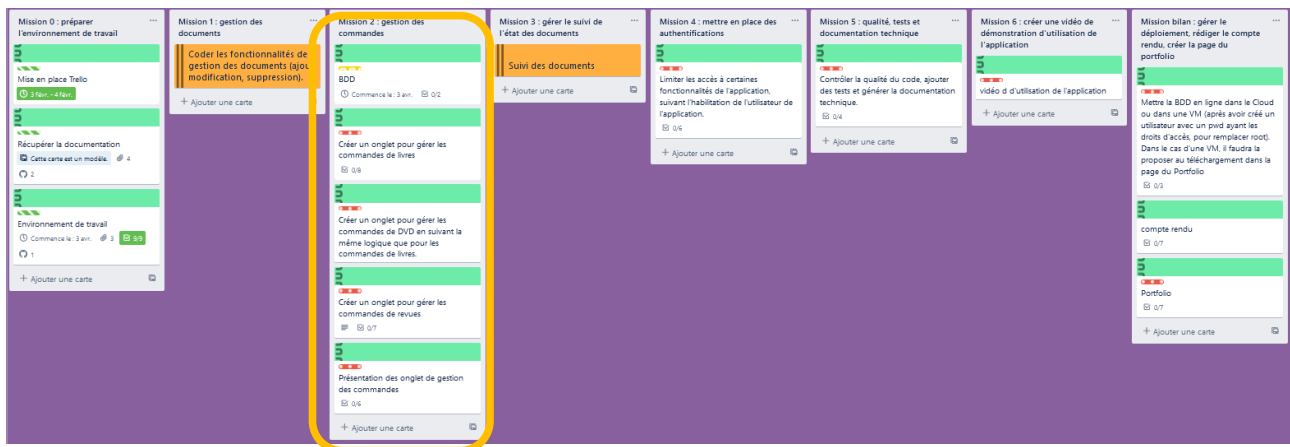 Mission 0 : préparer
l'environnement de travail
Mise en place Trello
3 févr. - 4 févr.
Récupérer la documentation
Cette carte est un modèle. 4
2
Environnement de travail
Commence le : 3 avr. 3 9/9
1
+ Ajouter une carte
Mission 1 : gestion des
documents
Coder les fonctionnalités de
gestion des documents (ajou
modification, suppression).
+ Ajouter une carte
Mission 2 : gestion des
commandes
BDD
Commence le : 3 avr. 0/2
Créer un onglet pour gérer les
commandes de livres
0/8
Créer un onglet pour gérer les
commandes de DVD en suivant la
même logique que pour les
commandes de livres.
Créer un onglet pour gérer les
commandes de revues
0/7
Présentation des onglet de gestion
des commandes
0/6
+ Ajouter une carte
Mission 3 : gérer le suivi de
l'état des documents
Suivi des documents
+ Ajouter une carte
Mission 4 : mettre en place des
authentifications
Limiter les accès à certaines
fonctionnalités de l'application,
suivant l'habilitation de l'utilisateur de
l'application.
0/6
+ Ajouter une carte
Mission 5 : qualité, tests et
documentation technique
Contrôler la qualité du code, ajouter
des tests et générer la documentation
technique.
0/4
+ Ajouter une carte
Mission 6 : créer une vidéo de
démonstration d'utilisation de
l'application
vidéo d d'utilisation de l'application
+ Ajouter une carte
Mission bilan : gérer le
déploiement, rédiger le compte
rendu, créer la page du
portfolio
Mettre la BDD en ligne dans le Cloud
ou dans une VM (après avoir créé un
utilisateur avec un pwd ayant les
droits d'accès, pour remplacer root).
Dans le cas d'une VM, il faudra la
proposer au téléchargement dans la
page du Portfolio
0/3
compte rendu
0/7
Portfolio
0/7
+ Ajouter une carte